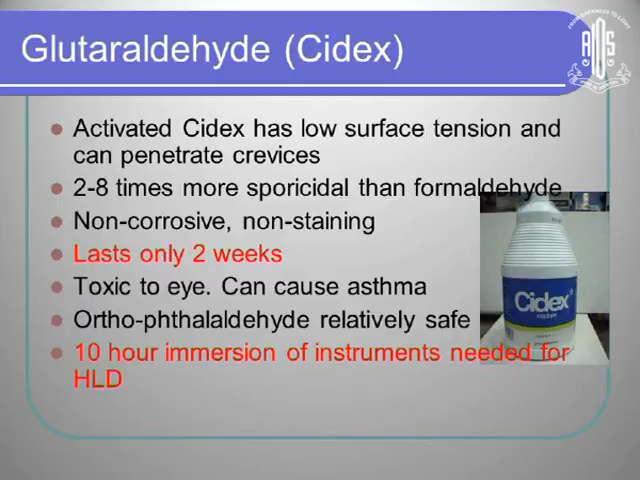 Glutaraldehyde (Cidex)
Activated Cidex has low surface tension and
can penetrate crevices
2-8 times more sporicidal than formaldehyde
Non-corrosive, non-staining
Lasts only 2 weeks
Toxic to eye. Can cause asthma
Ortho-phthalaldehyde relatively safe
10 hour immersion of instruments needed for
HLD
Cidex